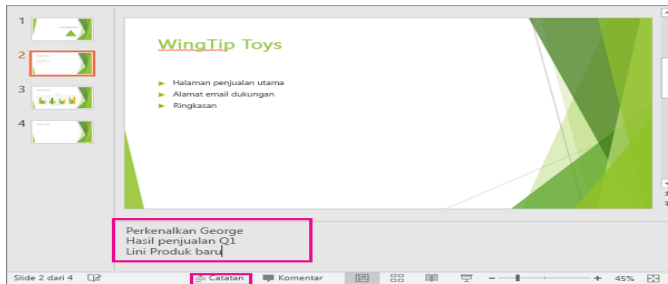 1
2
3
4
WingTip Toys
Halaman penjualan utama
Alamat email dukungan
Ringkasan
Perkenalkan George
Hasil penjualan Q1
Lini Produk baru
Slide 2 dari 4 Catatan Komentar 45%